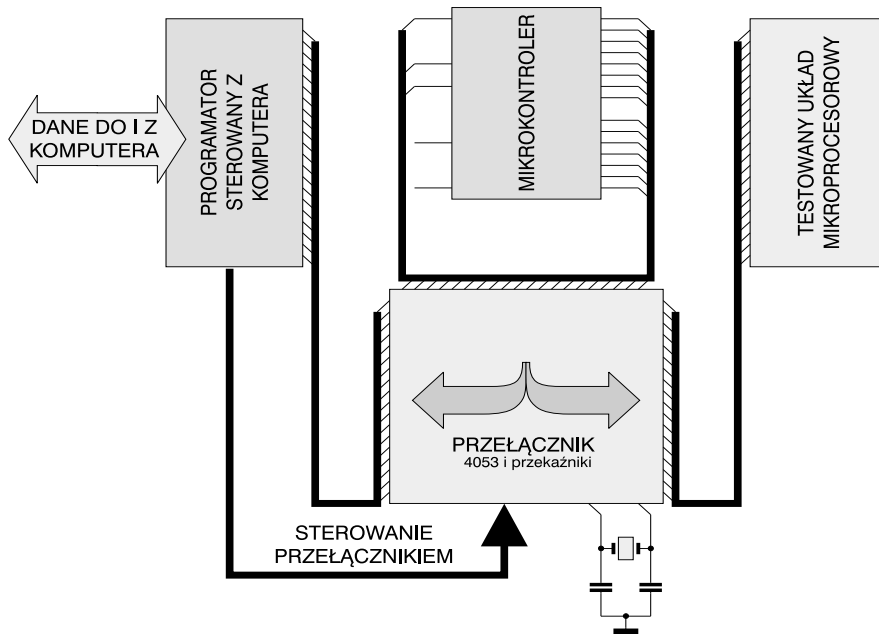 DANE DO I Z
KOMPUTERA
PROGRAMATOR
STEROWANY Z
KOMPUTERA
MIKROKONTROLER
TESTOWANY UKŁAD
MIKROPROCESOROWY
PRZEŁĄCZNIK
4053 i przekaźniki
STEROWANIE
PRZEŁĄCZNIKIEM